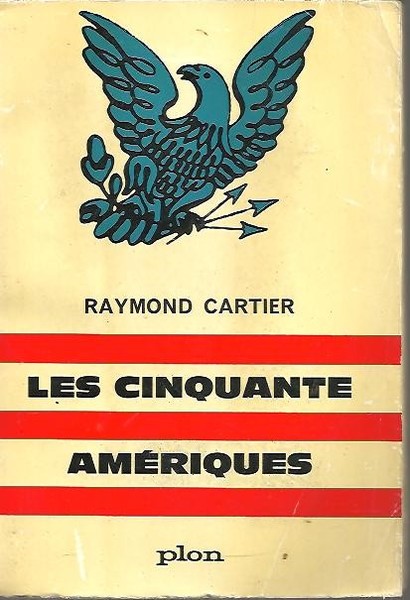 RAYMOND CARTIER
LES CINQUANTE
AMÉRIQUES
plon